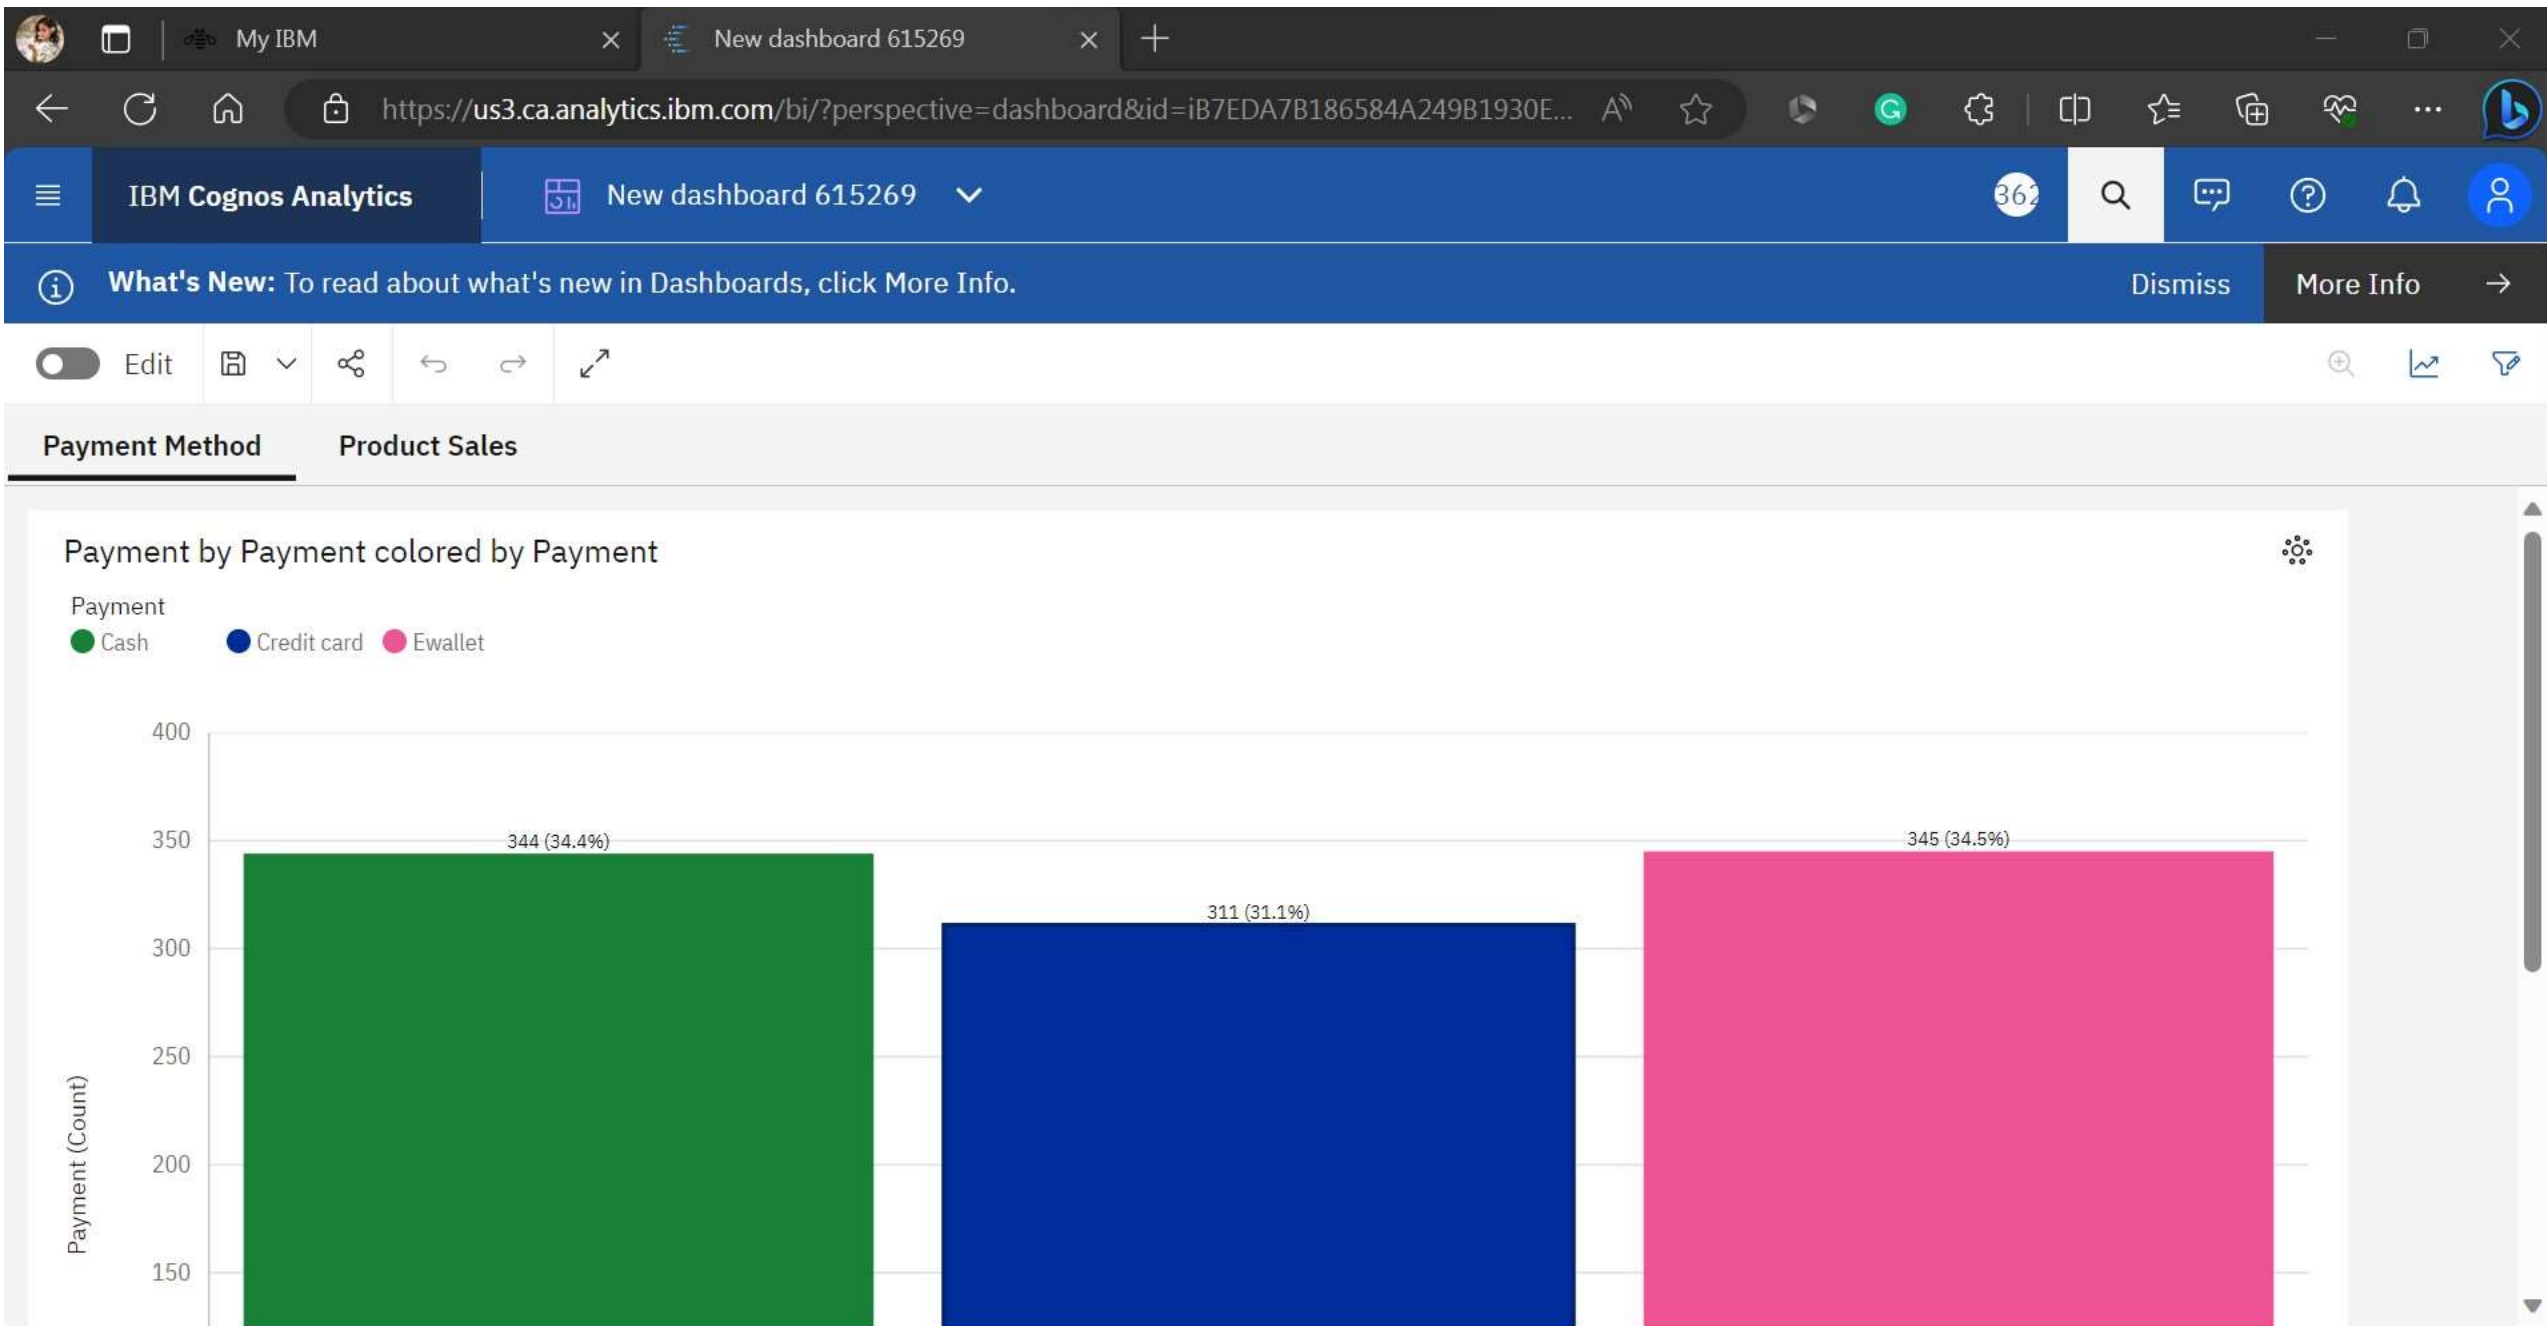 My IBM
New dashboard 615269
https://us3.ca.analytics.ibm.com/bi/?perspective=dashboard&id=iB7EDA7B186584A249B1930E...
IBM Cognos Analytics
New dashboard 615269
362
What's New: To read about what's new in Dashboards, click More Info.
Dismiss
More Info
Edit
Payment Method
Product Sales
Payment by Payment colored by Payment
Payment
Cash
Credit card
Ewallet
400
350
300
250
200
150
Payment (Count)
344 (34.4%)
311 (31.1%)
345 (34.5%)